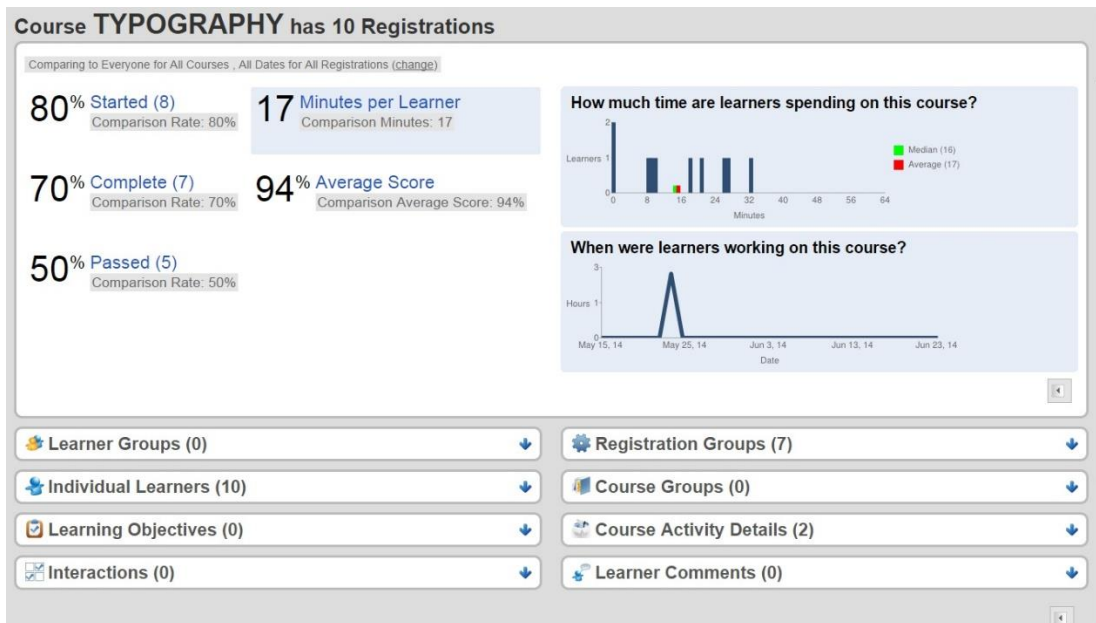 Course TYPOGRAPHY has 10 Registrations
Comparing to Everyone for All Courses , All Dates for All Registrations (change)
80% Started (8)
Comparison Rate: 80%
17 Minutes per Learner
Comparison Minutes: 17
70% Complete (7)
Comparison Rate: 70%
94% Average Score
Comparison Average Score: 94%
50% Passed (5)
Comparison Rate: 50%
How much time are learners spending on this course?
2
Learners 1
0
0 8 16 24 32 40 48 56 64
Minutes
Median (16)
Average (17)
When were learners working on this course?
3
Hours 1
0
May 15, 14 May 25, 14 Jun 3, 14 Jun 13, 14 Jun 23, 14
Date
Learner Groups (0)
Registration Groups (7)
Individual Learners (10)
Course Groups (0)
Learning Objectives (0)
Course Activity Details (2)
Interactions (0)
Learner Comments (0)